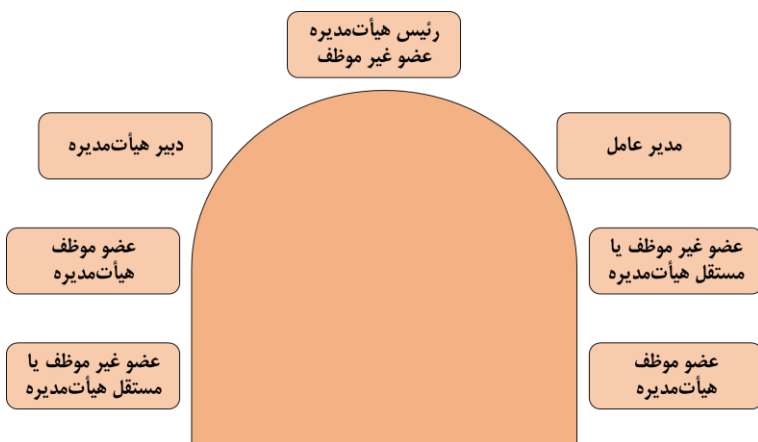 رئیس هیأت‌مدیره
عضو غیر موظف
مدیر عامل
دبیر هیأت‌مدیره
عضو غیر موظف یا
مستقل هیأت‌مدیره
عضو موظف
هیأت‌مدیره
عضو موظف
هیأت‌مدیره
عضو غیر موظف یا
مستقل هیأت‌مدیره